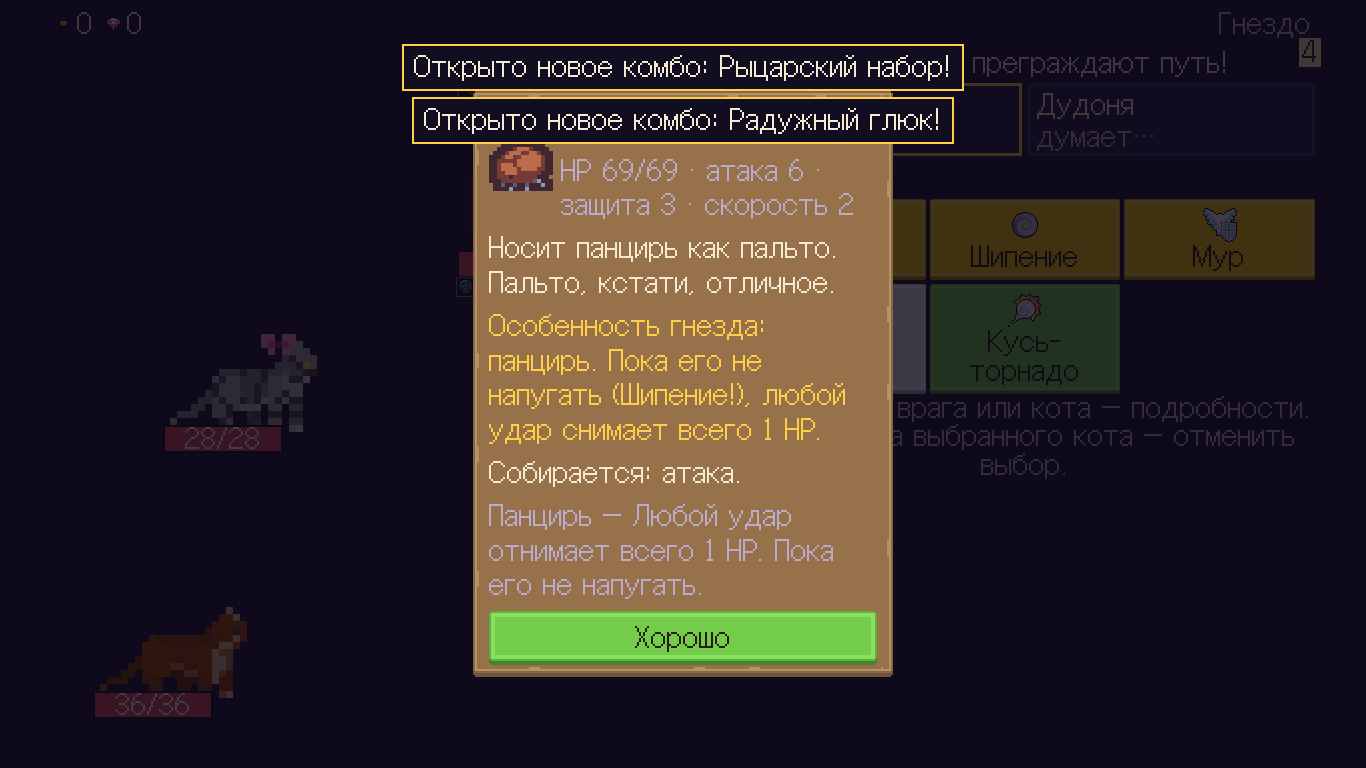 0 0
Гнездо
4
Открыто новое комбо: Рыцарский набор!
преграждают путь!
Открыто новое комбо: Радужный глюк!
Дудоня
думает…
HP 69/69 · атака 6 ·
защита 3 · скорость 2
Носит панцирь как пальто.
Пальто, кстати, отличное.
Особенность гнезда:
панцирь. Пока его не
напугать (Шипение!), любой
удар снимает всего 1 HP.
Собирается: атака.
Панцирь — Любой удар
отнимает всего 1 HP. Пока
его не напугать.
Хорошо
Шипение
Мур
Кусь-
торнадо
врага или кота — подробности.
а выбранного кота — отменить
выбор.
28/28
36/36